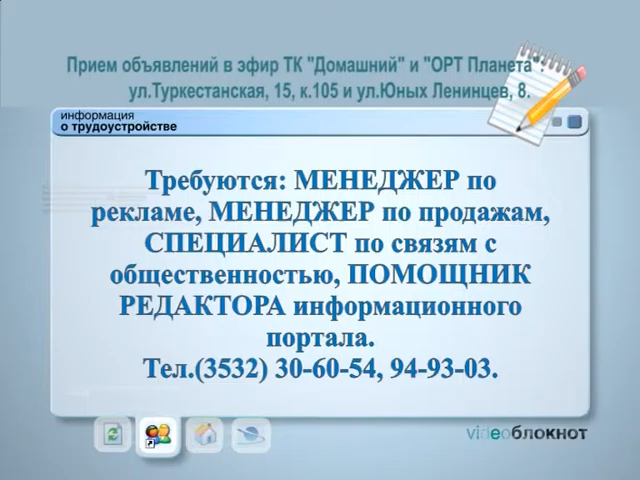 Прием объявлений в эфир ТК "Домашний" и "ОРТ Планета":
ул.Туркестанская, 15, к.105 и ул.Юных Ленинцев, 8.
информация
о трудоустройстве
Требуются: МЕНЕДЖЕР по
рекламе, МЕНЕДЖЕР по продажам,
СПЕЦИАЛИСТ по связям с
общественностью, ПОМОЩНИК
РЕДАКТОРА информационного
портала.
Тел.(3532) 30-60-54, 94-93-03.
videoблокнот